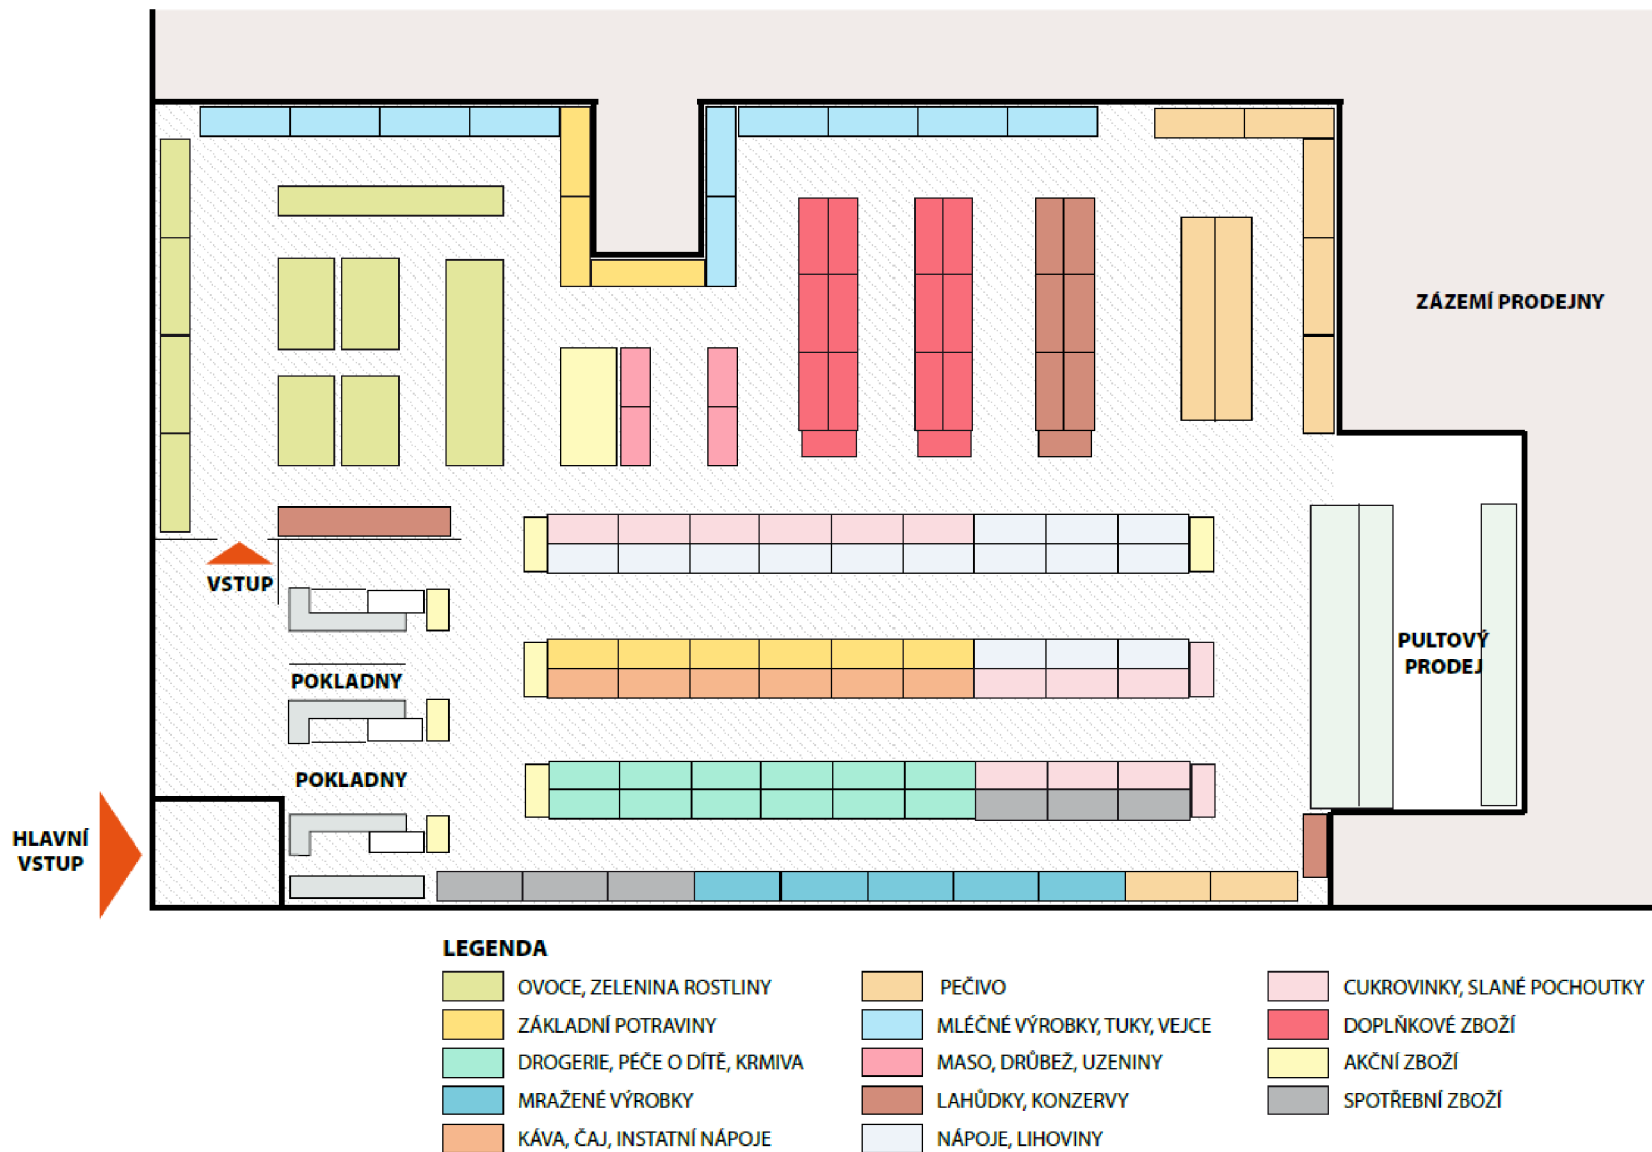 ZÁZEMÍ PRODEJNY
VSTUP
PULTOVÝ
PRODEJ
POKLADNY
POKLADNY
HLAVNÍ
VSTUP
LEGENDA
OVOCE, ZELENINA ROSTLINY
ZÁKLADNÍ POTRAVINY
DROGERIE, PÉČE O DÍTĚ, KRMIVA
MRAŽENÉ VÝROBKY
KÁVA, ČAJ, INSTATNÍ NÁPOJE
PEČIVO
MLÉČNÉ VÝROBKY, TUKY, VEJCE
MASO, DRŮBEŽ, UZENINY
LAHŮDKY, KONZERVY
NÁPOJE, LIHOVINY
CUKROVINKY, SLANÉ POCHOUTKY
DOPLŇKOVÉ ZBOŽÍ
AKČNÍ ZBOŽÍ
SPOTŘEBNÍ ZBOŽÍ